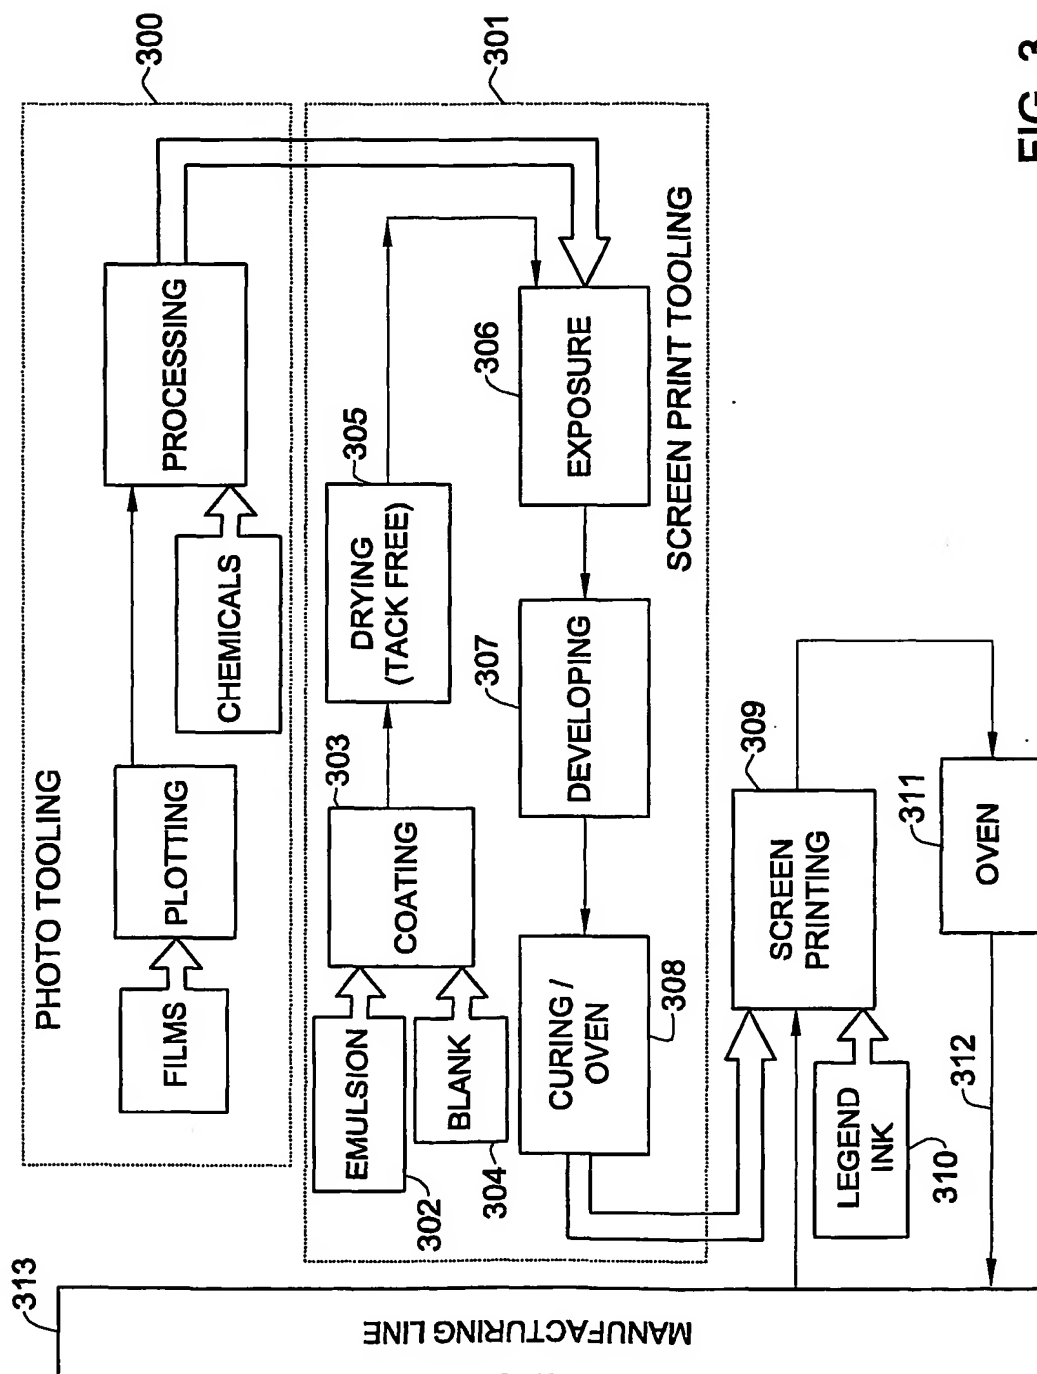 PHOTO TOOLING
300
FILMS
PLOTTING
CHEMICALS
PROCESSING
301
EMULSION
302
BLANK
304
COATING
303
DRYING
(TACK FREE)
305
EXPOSURE
306
DEVELOPING
307
CURING /
OVEN
308
SCREEN PRINT TOOLING
SCREEN
PRINTING
309
LEGEND
INK
310
OVEN
311
312
MANUFACTURING LINE
313